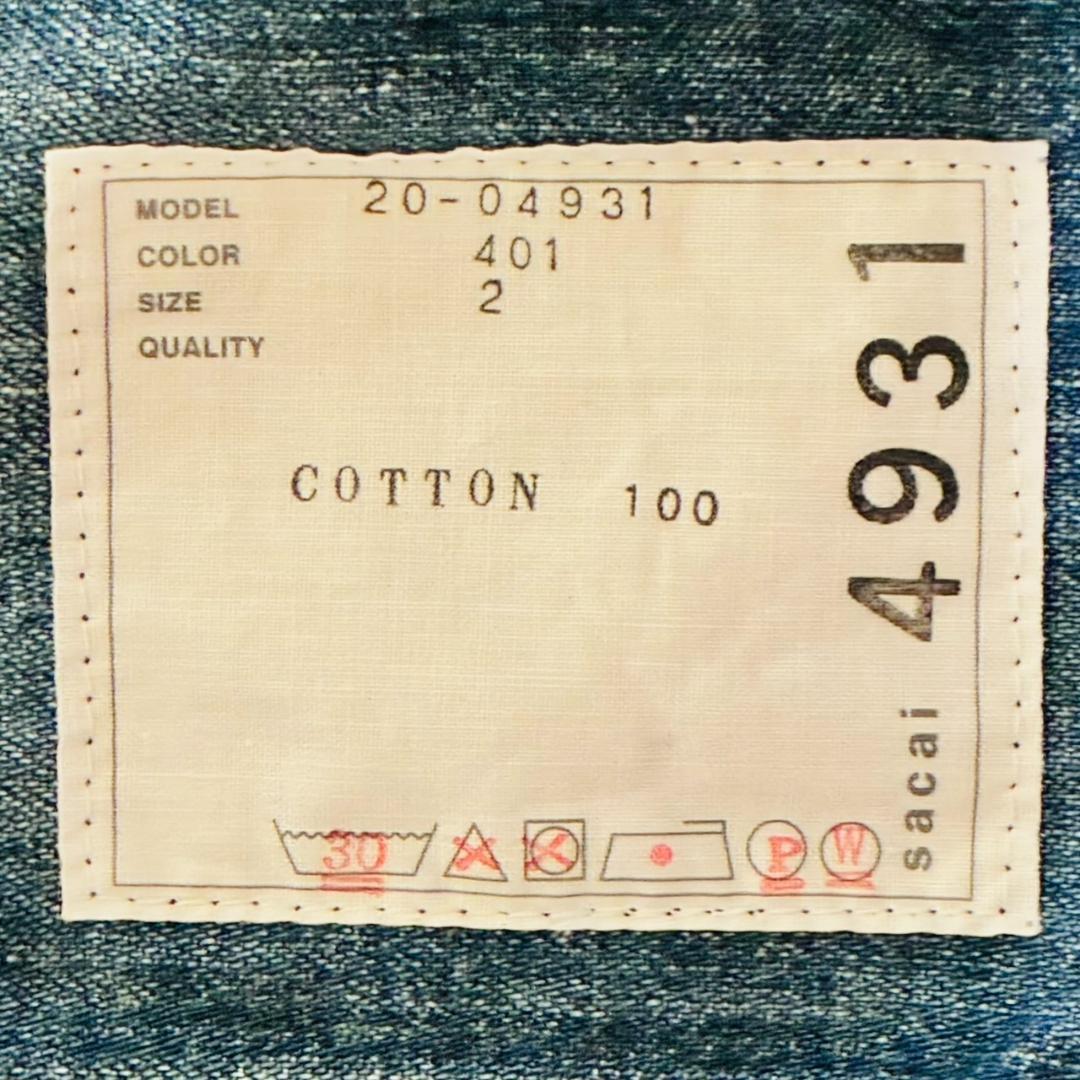 MODEL 20-04931
COLOR 401
SIZE 2
QUALITY
COTTON 100
sacai 4931
30 P W